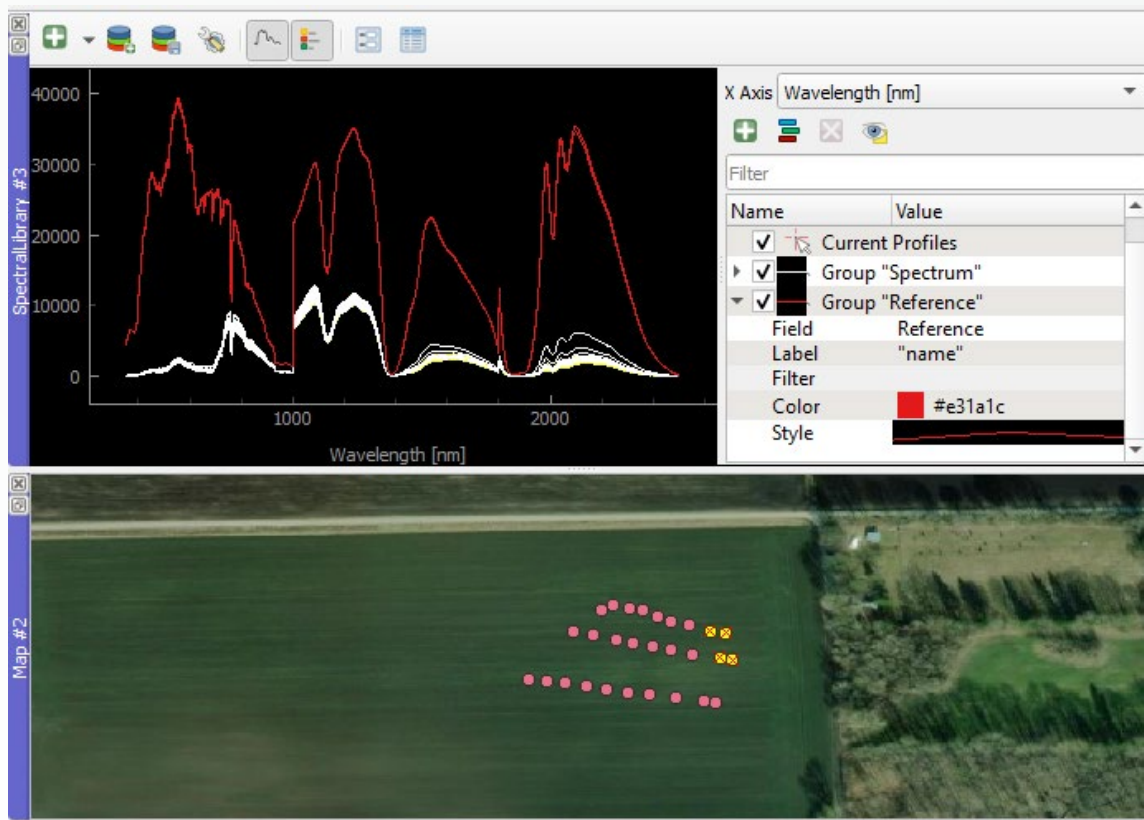 SpectralLibrary #3
40000
30000
20000
10000
0
1000
2000
Wavelength [nm]
X Axis Wavelength [nm]
Filter
Name Value
Current Profiles
Group "Spectrum"
Group "Reference"
Field Reference
Label "name"
Filter
Color #e31a1c
Style
Map #2